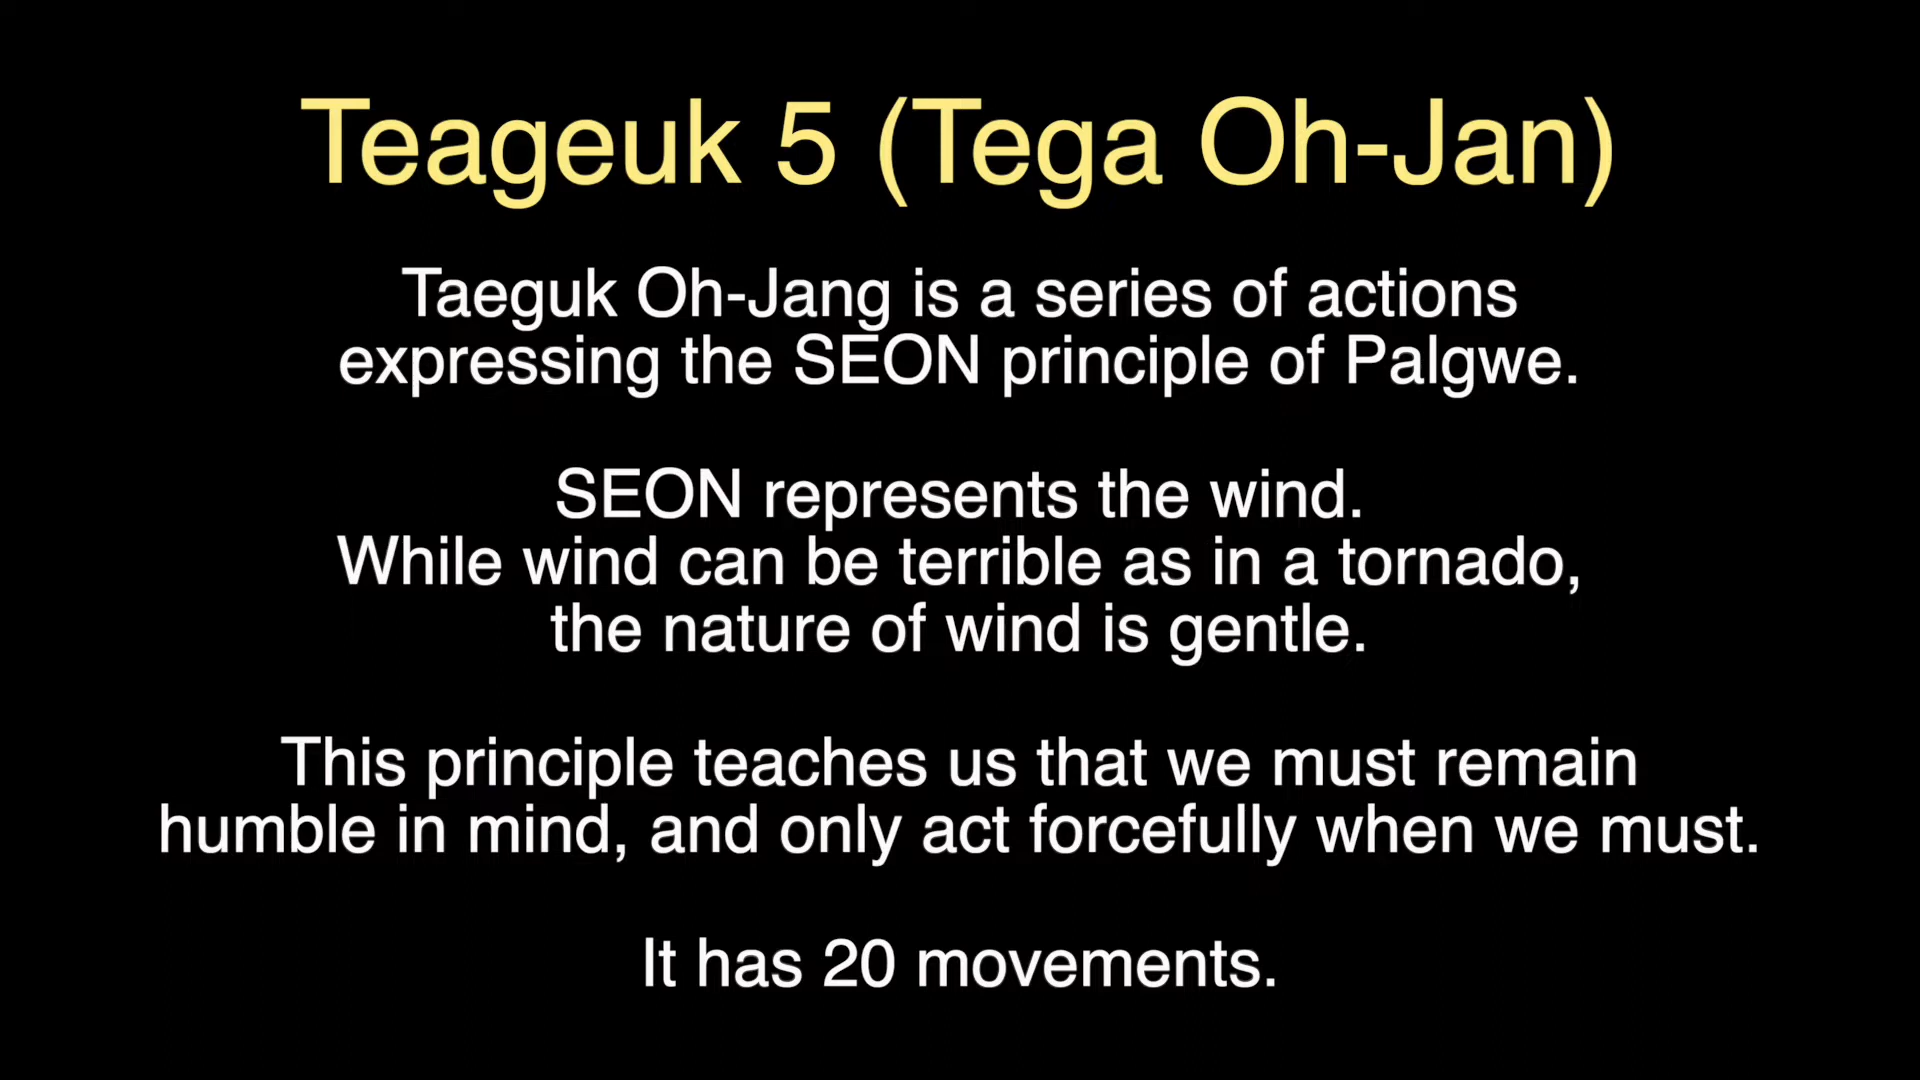 Teageuk 5 (Tega Oh-Jan)
Taeguk Oh-Jang is a series of actions
expressing the SEON principle of Palgwe.
SEON represents the wind.
While wind can be terrible as in a tornado,
the nature of wind is gentle.
This principle teaches us that we must remain
humble in mind, and only act forcefully when we must.
It has 20 movements.